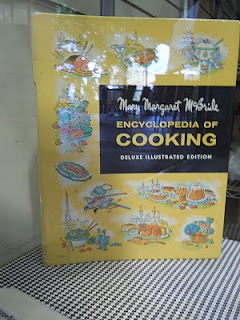 Mary Margaret McBride
ENCYCLOPEDIA OF
COOKING
DELUXE ILLUSTRATED EDITION